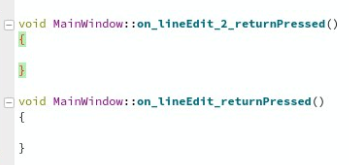 void MainWindow::on_lineEdit_2_returnPressed()
{
}
void MainWindow::on_lineEdit_returnPressed()
{
}